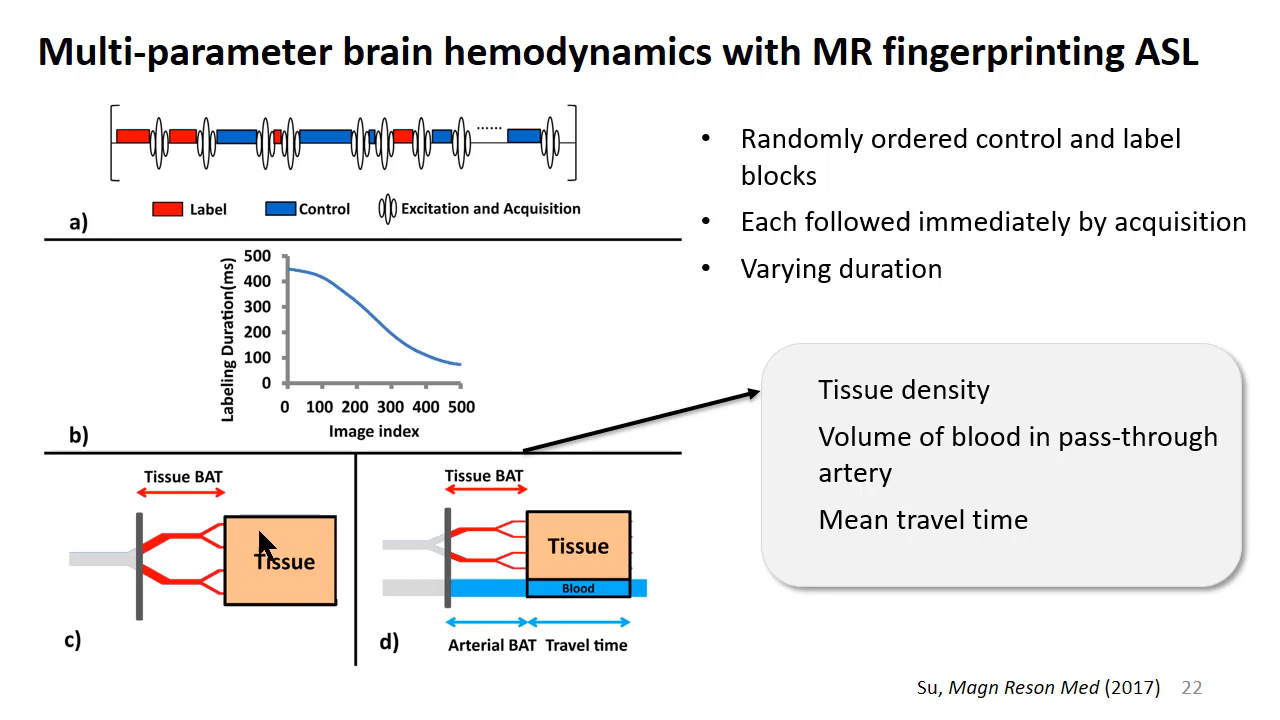 Multi-parameter brain hemodynamics with MR fingerprinting ASL
......
Label
Control
Excitation and Acquisition
a)
• Randomly ordered control and label
blocks
• Each followed immediately by acquisition
• Varying duration
Labeling Duration(ms)
500
400
300
200
100
0
0 100 200 300 400 500
Image index
b)
Tissue density
Volume of blood in pass-through
artery
Mean travel time
Tissue BAT
Tissue
c)
Tissue BAT
Tissue
Blood
Arterial BAT Travel time
d)
Su, Magn Reson Med (2017) 22